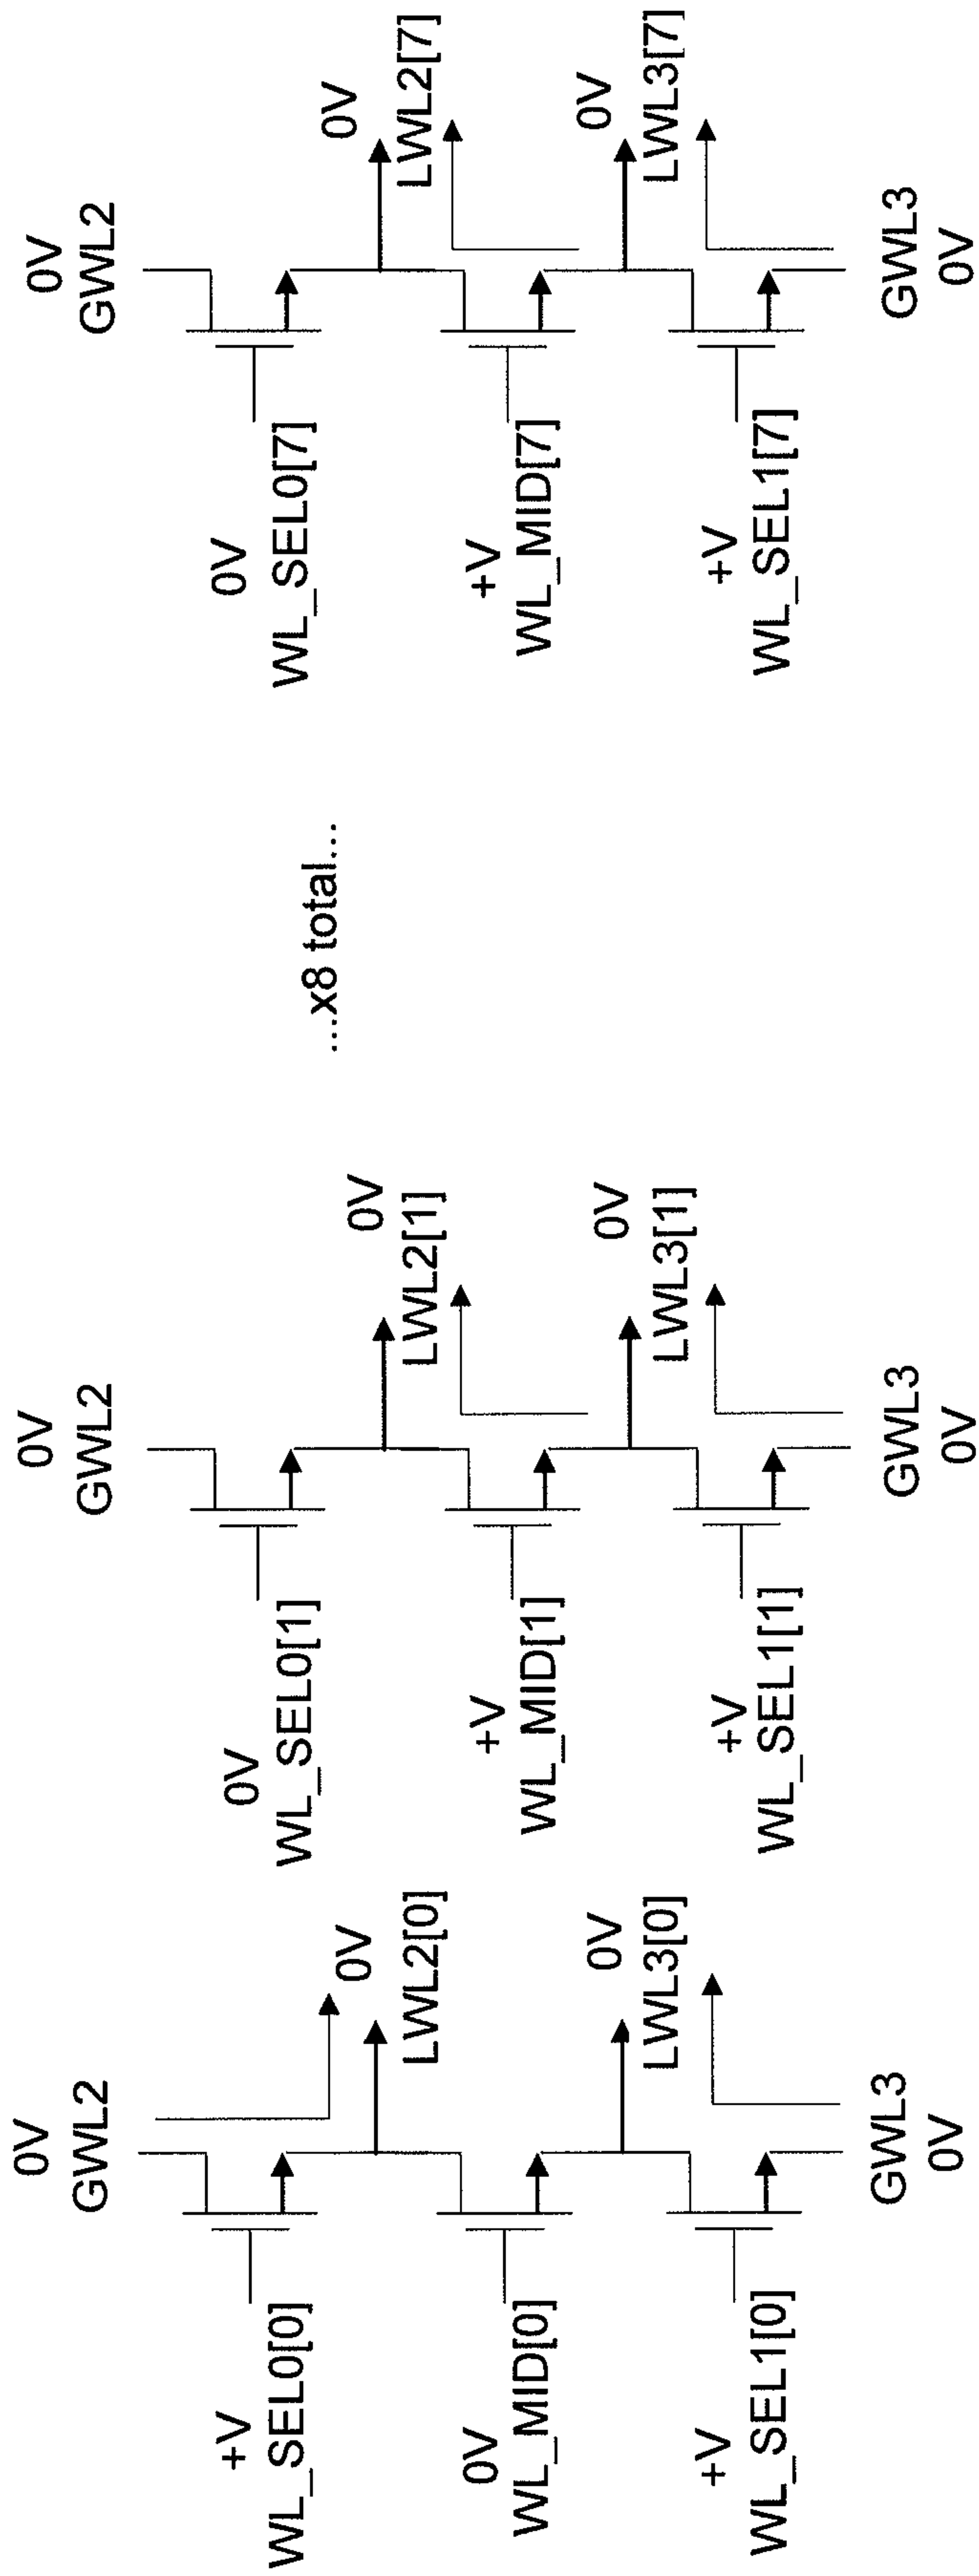 0V
GWL2
+V
WL_SEL0[0]
0V
LWL2[0]
0V
WL_MID[0]
0V
LWL3[0]
+V
WL_SEL1[0]
GWL3
0V
0V
GWL2
0V
WL_SEL0[1]
0V
LWL2[1]
+V
WL_MID[1]
0V
LWL3[1]
+V
WL_SEL1[1]
GWL3
0V
...x8 total...
0V
GWL2
0V
WL_SEL0[7]
0V
LWL2[7]
+V
WL_MID[7]
0V
LWL3[7]
+V
WL_SEL1[7]
GWL3
0V